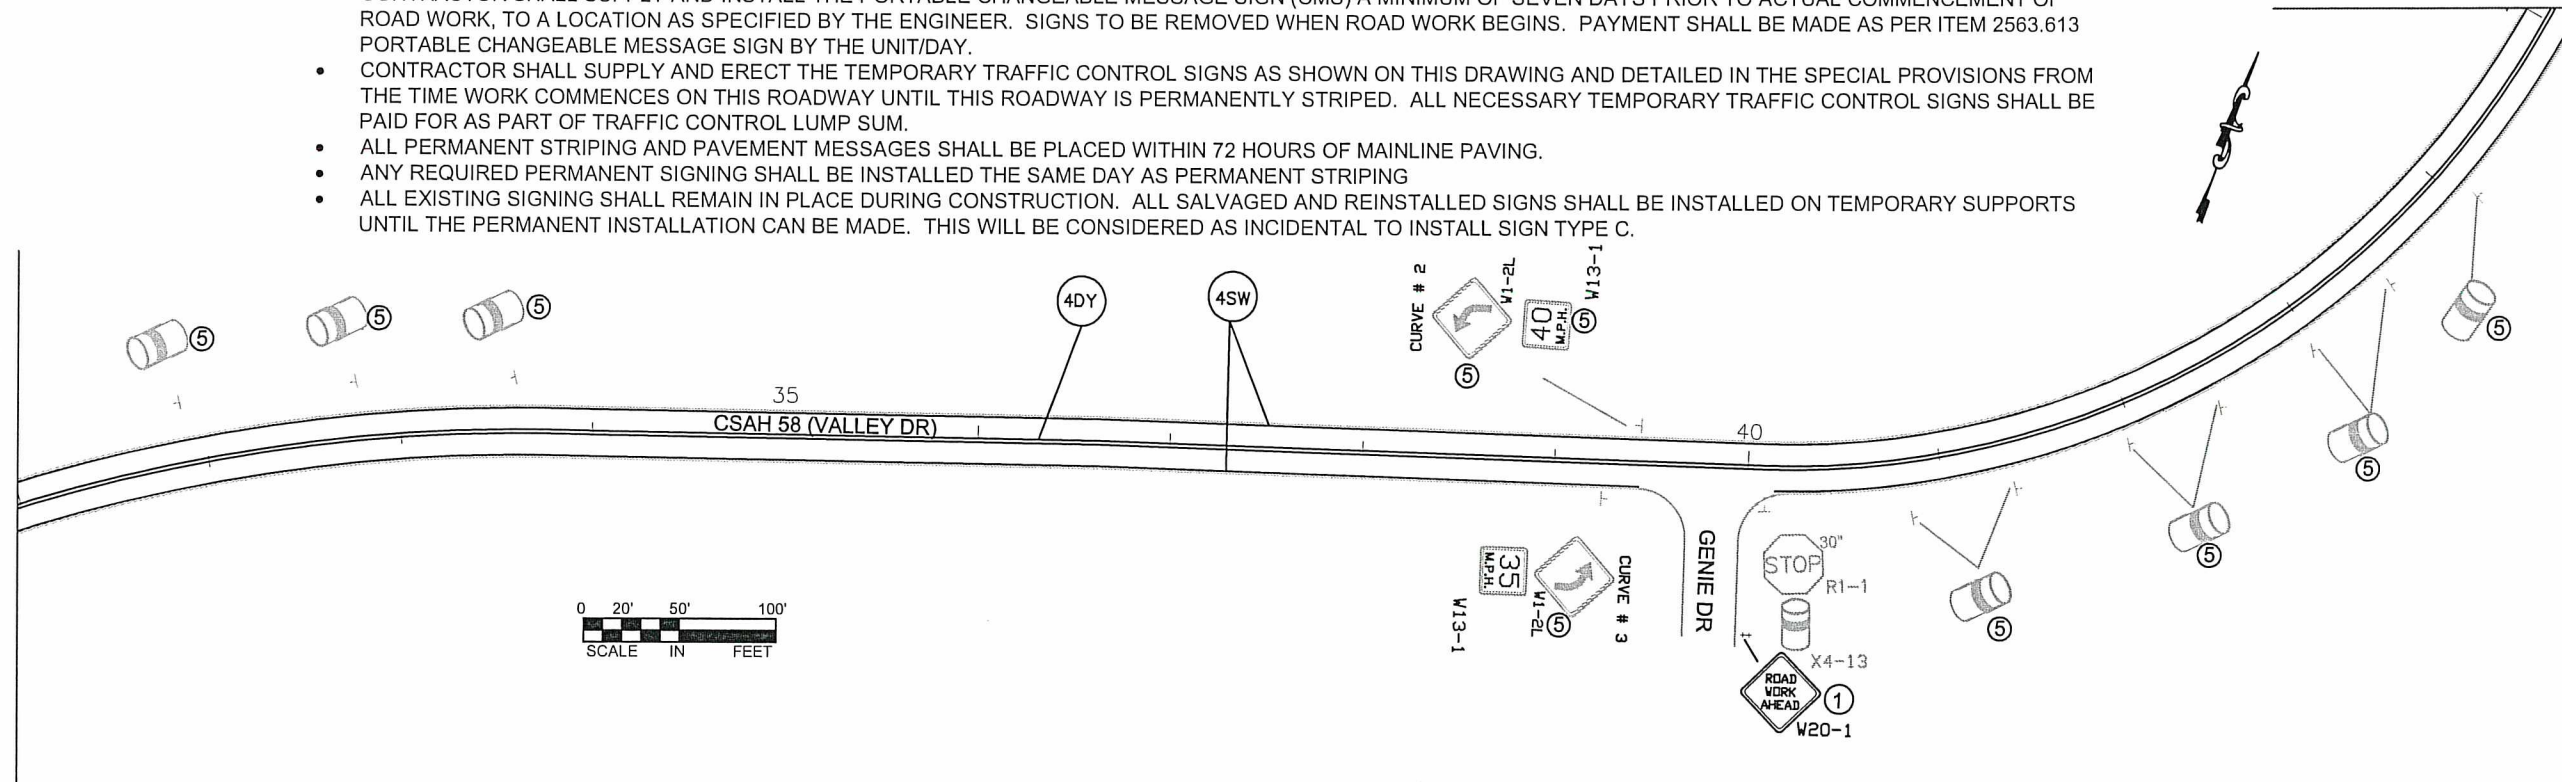 ROAD WORK, TO A LOCATION AS SPECIFIED BY THE ENGINEER. SIGNS TO BE REMOVED WHEN ROAD WORK BEGINS. PAYMENT SHALL BE MADE AS PER ITEM 2563.613
PORTABLE CHANGEABLE MESSAGE SIGN BY THE UNIT/DAY.
• CONTRACTOR SHALL SUPPLY AND ERECT THE TEMPORARY TRAFFIC CONTROL SIGNS AS SHOWN ON THIS DRAWING AND DETAILED IN THE SPECIAL PROVISIONS FROM
THE TIME WORK COMMENCES ON THIS ROADWAY UNTIL THIS ROADWAY IS PERMANENTLY STRIPED. ALL NECESSARY TEMPORARY TRAFFIC CONTROL SIGNS SHALL BE
PAID FOR AS PART OF TRAFFIC CONTROL LUMP SUM.
• ALL PERMANENT STRIPING AND PAVEMENT MESSAGES SHALL BE PLACED WITHIN 72 HOURS OF MAINLINE PAVING.
• ANY REQUIRED PERMANENT SIGNING SHALL BE INSTALLED THE SAME DAY AS PERMANENT STRIPING
• ALL EXISTING SIGNING SHALL REMAIN IN PLACE DURING CONSTRUCTION. ALL SALVAGED AND REINSTALLED SIGNS SHALL BE INSTALLED ON TEMPORARY SUPPORTS
UNTIL THE PERMANENT INSTALLATION CAN BE MADE. THIS WILL BE CONSIDERED AS INCIDENTAL TO INSTALL SIGN TYPE C.
5
5
5
4DY
4SW
CURVE # 2
W1-2L
40
M.P.H.
W13-1
5
5
5
35
CSAH 58 (VALLEY DR)
40
5
5
5
35
M.P.H.
W13-1
W1-2L
5
CURVE # 3
GENIE DR
STOP
30"
R1-1
X4-13
ROAD
WORK
AHEAD
1
W20-1
0 20' 50' 100'
SCALE IN FEET